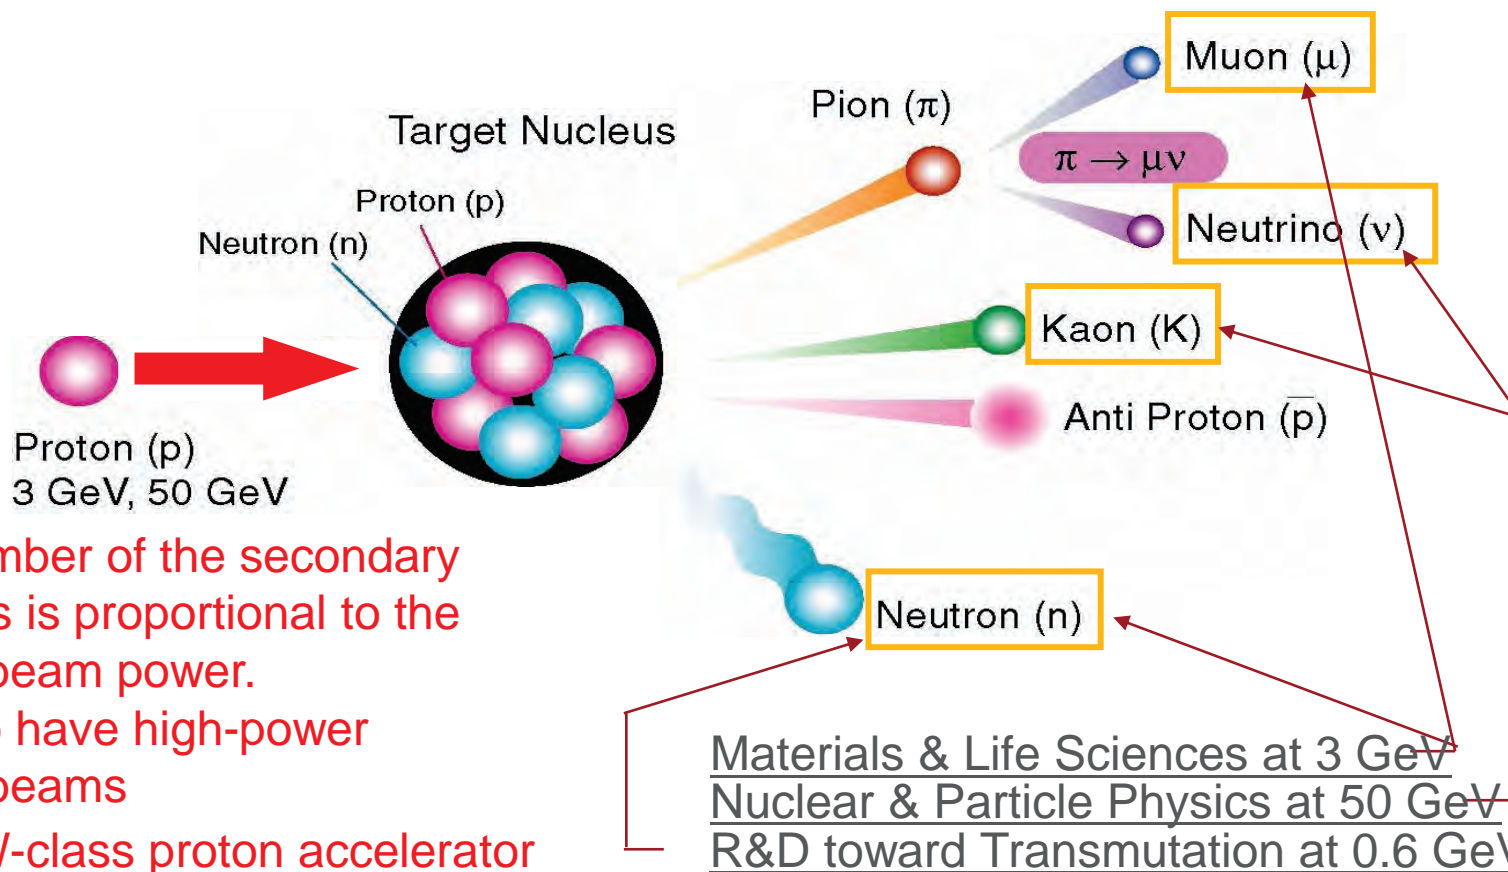 Muon (μ)
Pion (π)
Target Nucleus
π → μν
Proton (p)
Neutron (n)
Neutrino (ν)
Kaon (K)
Anti Proton (p̅)
Proton (p)
3 GeV, 50 GeV
mber of the secondary
s is proportional to the
beam power.
Neutron (n)
have high-power
beams
-class proton accelerator
Materials & Life Sciences at 3 GeV
Nuclear & Particle Physics at 50 GeV
R&D toward Transmutation at 0.6 GeV